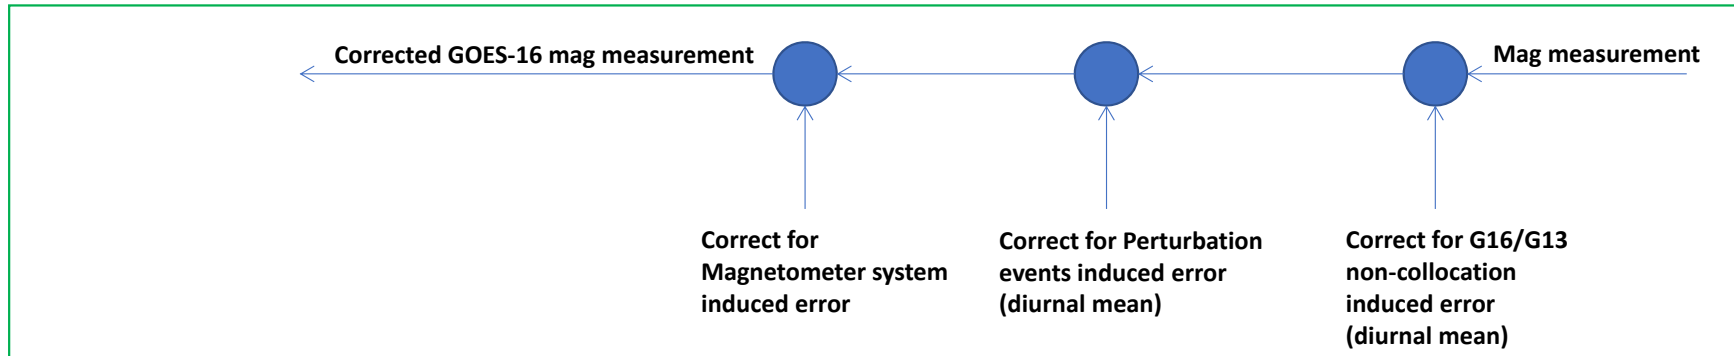 Corrected GOES-16 mag measurement
Mag measurement
Correct for
Magnetometer system
induced error
Correct for Perturbation
events induced error
(diurnal mean)
Correct for G16/G13
non-collocation
induced error
(diurnal mean)